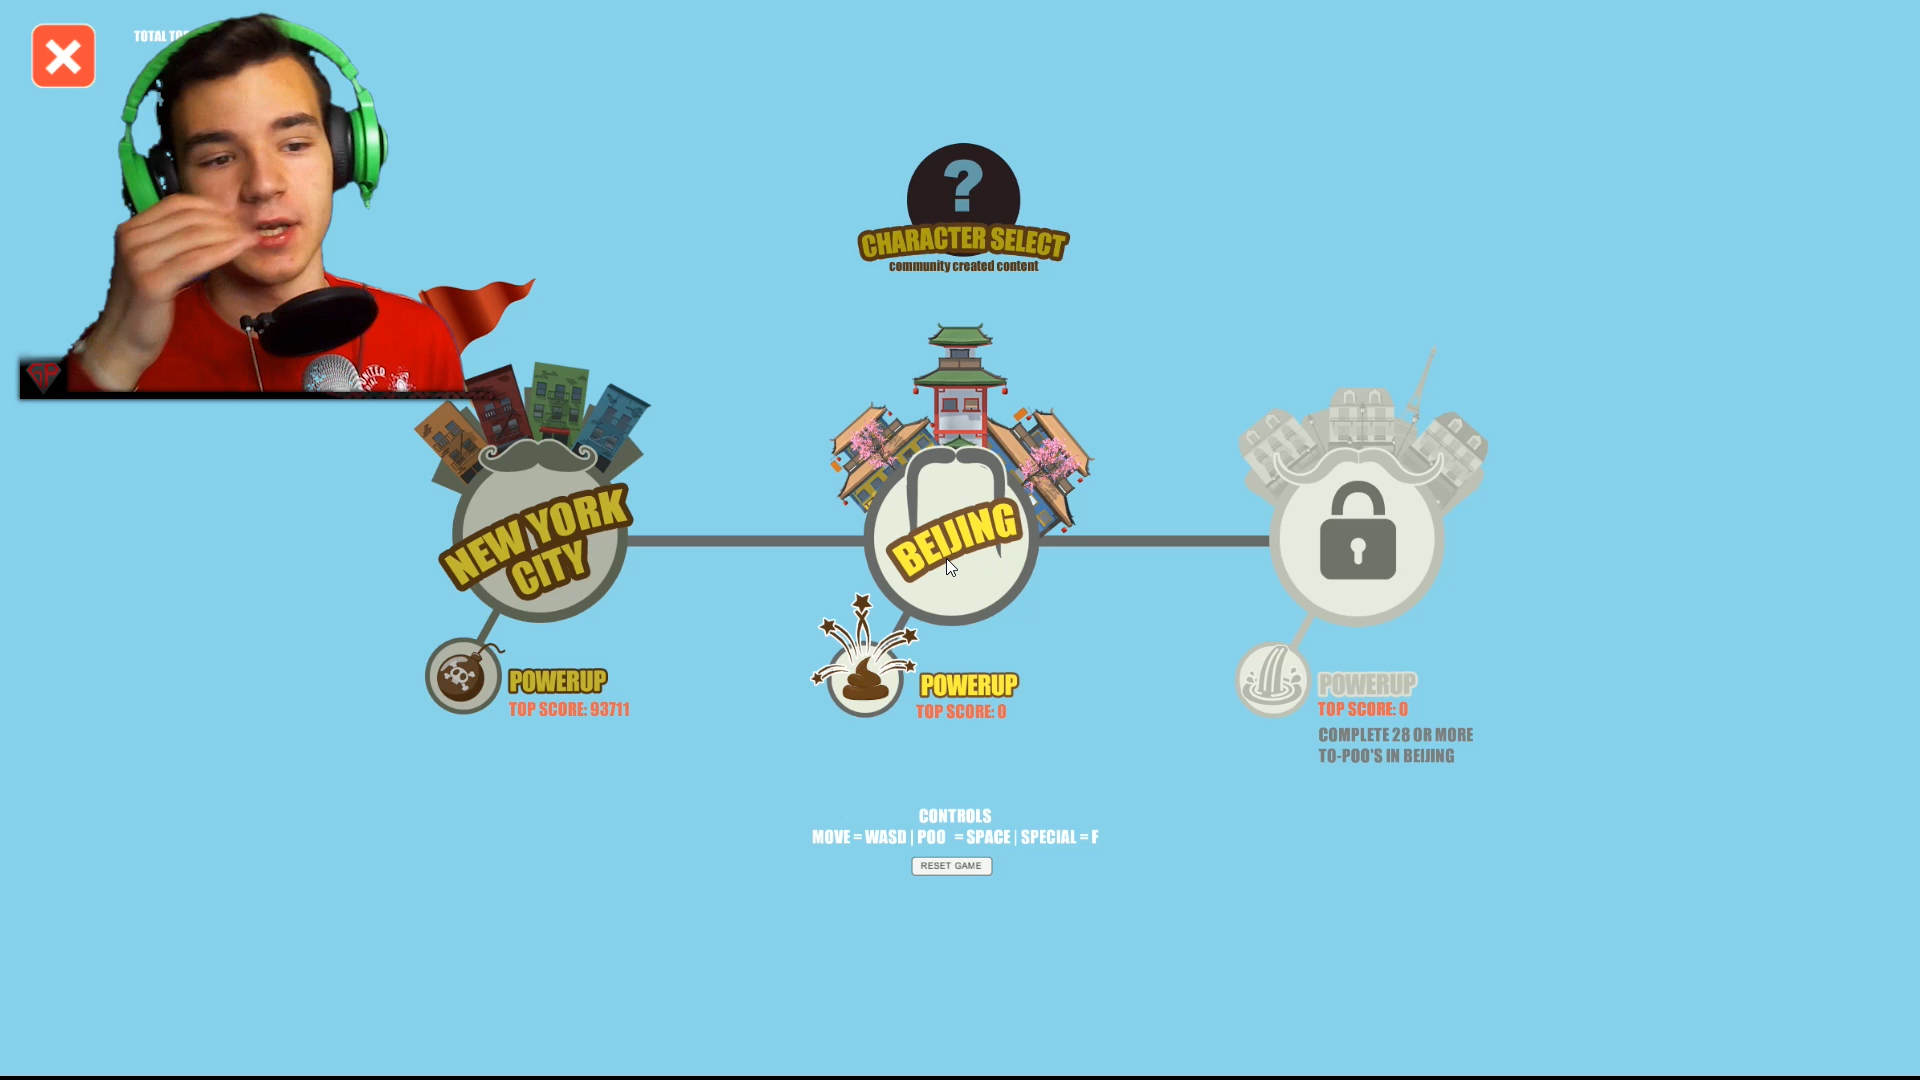 TOTAL
CHARACTER SELECT
community created content
NEW YORK
CITY
BEIJING
POWERUP
TOP SCORE: 93711
POWERUP
TOP SCORE: 0
POWERUP
TOP SCORE: 0
COMPLETE 28 OR MORE
TO-POO'S IN BEIJING
CONTROLS
MOVE = WASD | POO = SPACE | SPECIAL = F
RESET GAME